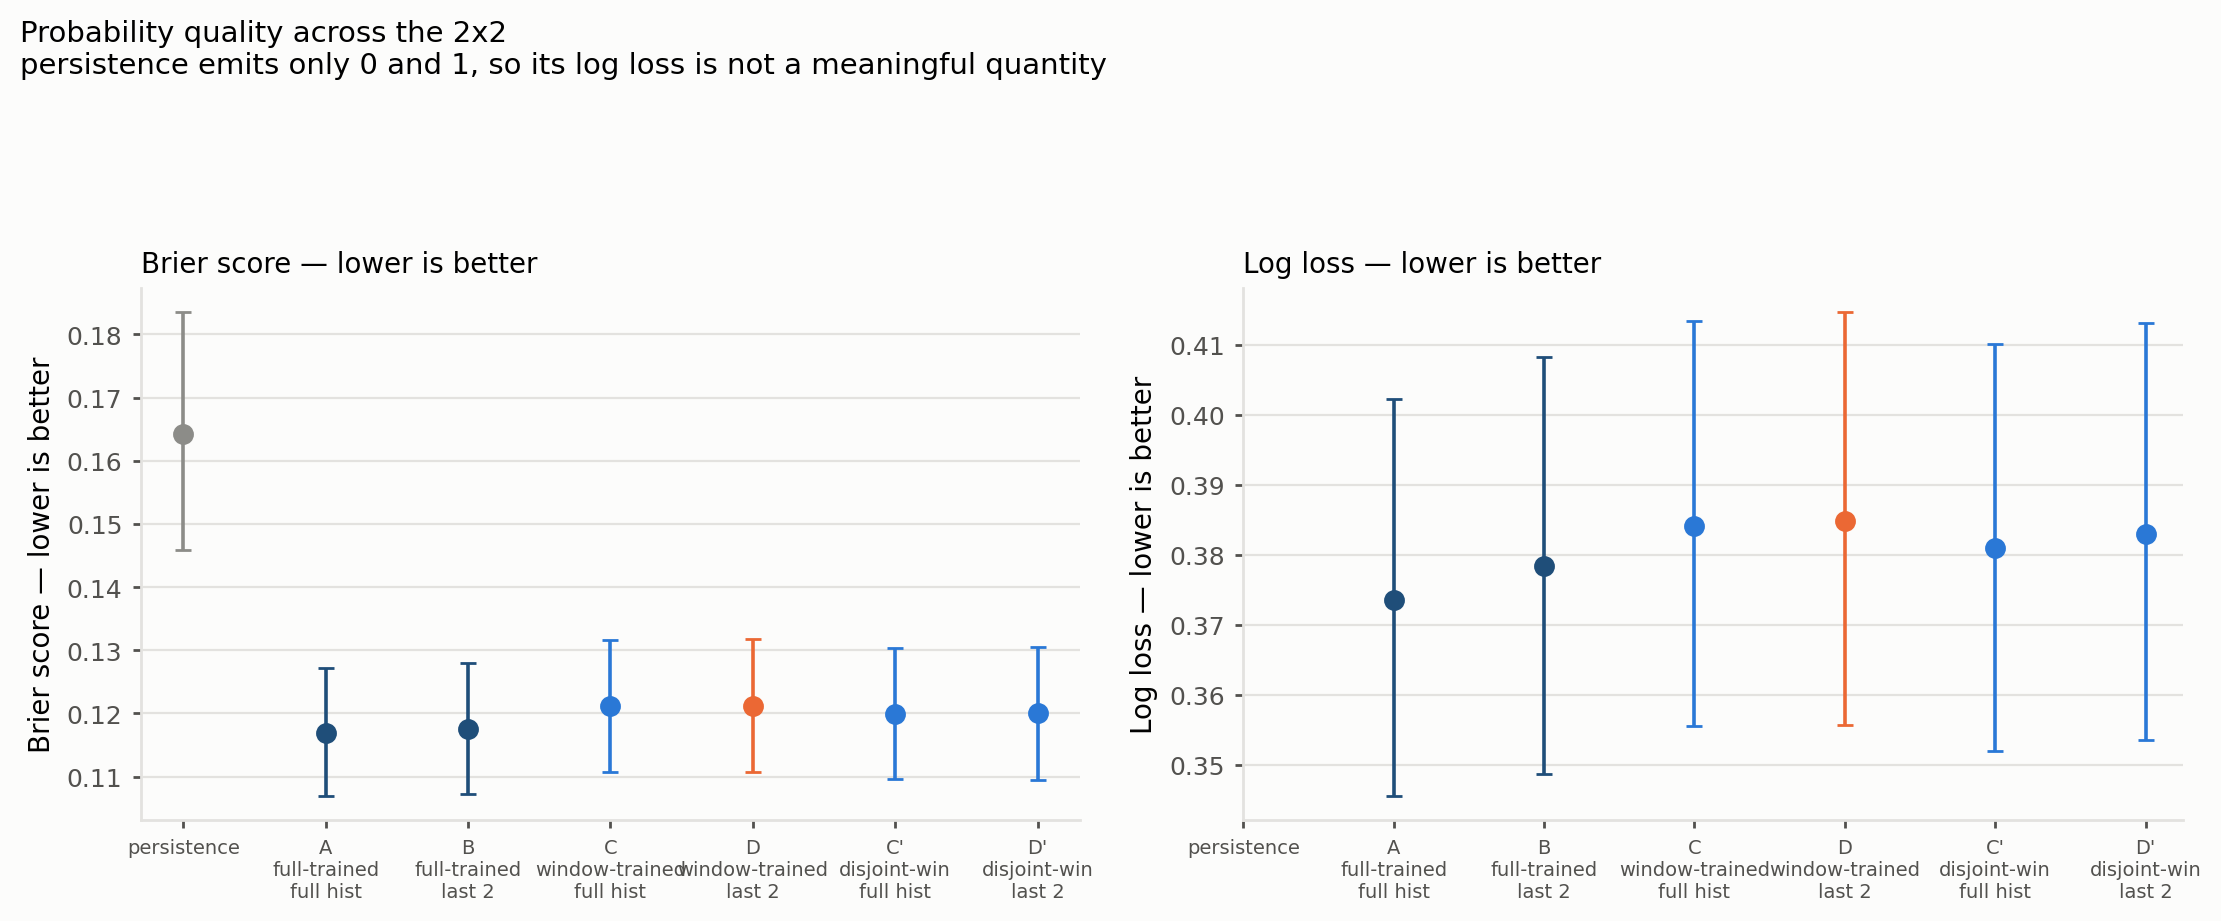 Probability quality across the 2x2
persistence emits only 0 and 1, so its log loss is not a meaningful quantity
Brier score — lower is better
Brier score — lower is better
0.18
0.17
0.16
0.15
0.14
0.13
0.12
0.11
persistence
A
full-trained
full hist
B
full-trained
last 2
C
window-trained
full hist
D
window-trained
last 2
C'
disjoint-win
full hist
D'
disjoint-win
last 2
Log loss — lower is better
Log loss — lower is better
0.41
0.40
0.39
0.38
0.37
0.36
0.35
persistence
A
full-trained
full hist
B
full-trained
last 2
C
window-trained
full hist
D
window-trained
last 2
C'
disjoint-win
full hist
D'
disjoint-win
last 2